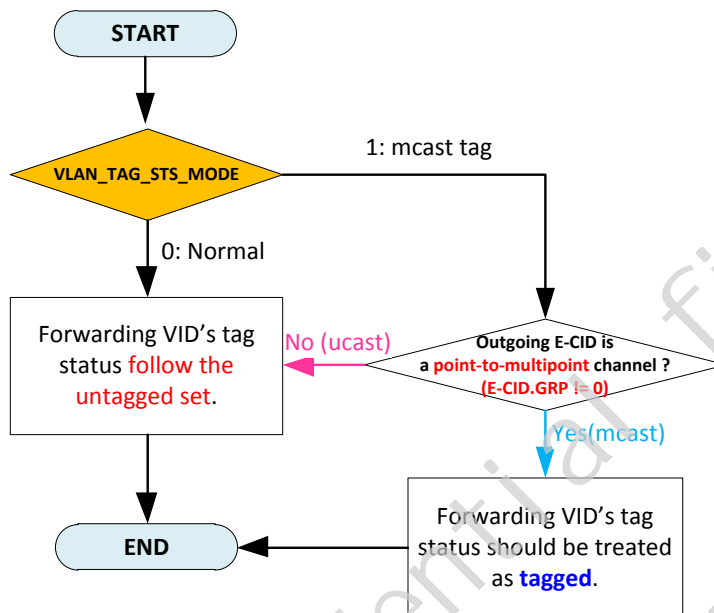 START
1: mcast tag
VLAN_TAG_STS_MODE
0: Normal
Forwarding VID's tag
status follow the
untagged set.
No (ucast)
Outgoing E-CID is
a point-to-multipoint channel ?
(E-CID.GRP != 0)
Yes(mcast)
Forwarding VID's tag
status should be treated
as tagged.
END